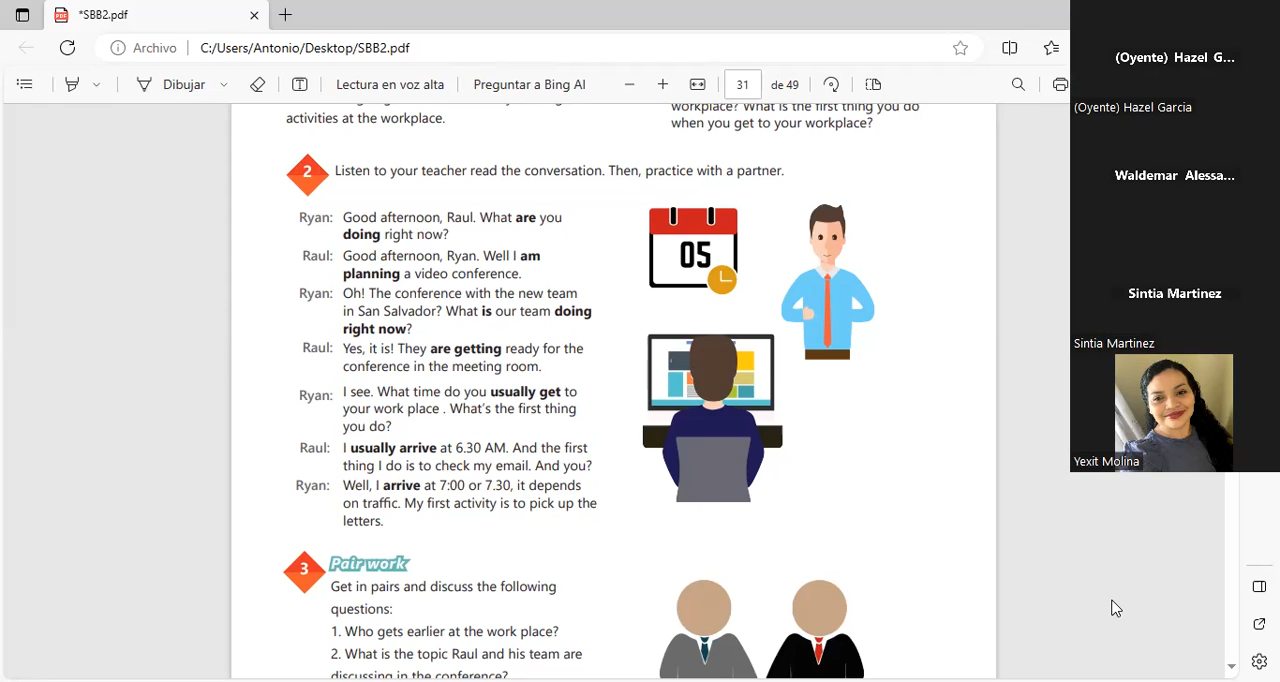 *SBB2.pdf
Archivo
C:/Users/Antonio/Desktop/SBB2.pdf
Dibujar
Lectura en voz alta
Preguntar a Bing AI
31
de 49
activities at the workplace.
workplace? What is the first thing you do
when you get to your workplace?
2
Listen to your teacher read the conversation. Then, practice with a partner.
Ryan: Good afternoon, Raul. What are you
doing right now?
Raul: Good afternoon, Ryan. Well I am
planning a video conference.
Ryan: Oh! The conference with the new team
in San Salvador? What is our team doing
right now?
Raul: Yes, it is! They are getting ready for the
conference in the meeting room.
Ryan: I see. What time do you usually get to
your work place . What's the first thing
you do?
Raul: I usually arrive at 6.30 AM. And the first
thing I do is to check my email. And you?
Ryan: Well, I arrive at 7:00 or 7.30, it depends
on traffic. My first activity is to pick up the
letters.
05
3
Pair work
Get in pairs and discuss the following
questions:
1. Who gets earlier at the work place?
2. What is the topic Raul and his team are
discussing in the conference?
(Oyente) Hazel G...
(Oyente) Hazel Garcia
Waldemar Alessa...
Sintia Martinez
Sintia Martinez
Yexit Molina